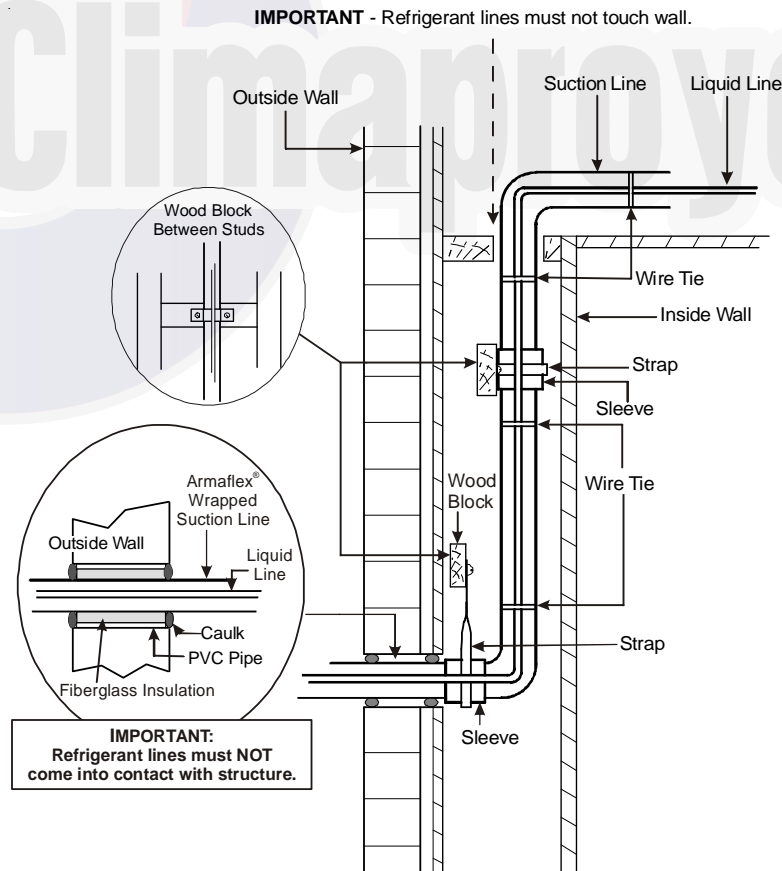 IMPORTANT - Refrigerant lines must not touch wall.
Climaproye
Suction Line
Liquid Line
Outside Wall
Wood Block
Between Studs
Wire Tie
Inside Wall
Strap
Sleeve
Wood
Block
Wire Tie
Armaflex®
Wrapped
Suction Line
Outside Wall
Liquid
Line
Caulk
PVC Pipe
Fiberglass Insulation
Strap
Sleeve
IMPORTANT:
Refrigerant lines must NOT
come into contact with structure.